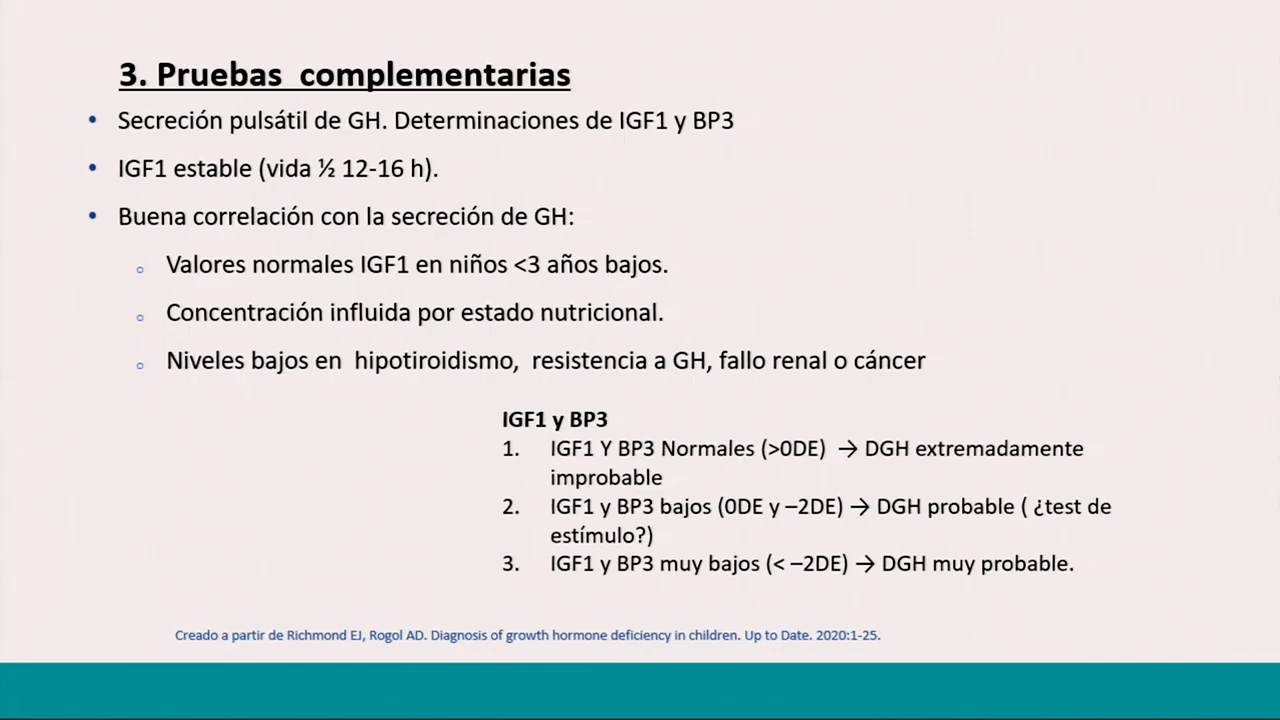 3. Pruebas complementarias
• Secreción pulsátil de GH. Determinaciones de IGF1 y BP3
• IGF1 estable (vida ½ 12-16 h).
• Buena correlación con la secreción de GH:
o Valores normales IGF1 en niños <3 años bajos.
o Concentración influida por estado nutricional.
o Niveles bajos en hipotiroidismo, resistencia a GH, fallo renal o cáncer
IGF1 y BP3
1. IGF1 Y BP3 Normales (>0DE) → DGH extremadamente
improbable
2. IGF1 y BP3 bajos (0DE y –2DE) → DGH probable ( ¿test de
estímulo?)
3. IGF1 y BP3 muy bajos (< –2DE) → DGH muy probable.
Creado a partir de Richmond EJ, Rogol AD. Diagnosis of growth hormone deficiency in children. Up to Date. 2020:1-25.